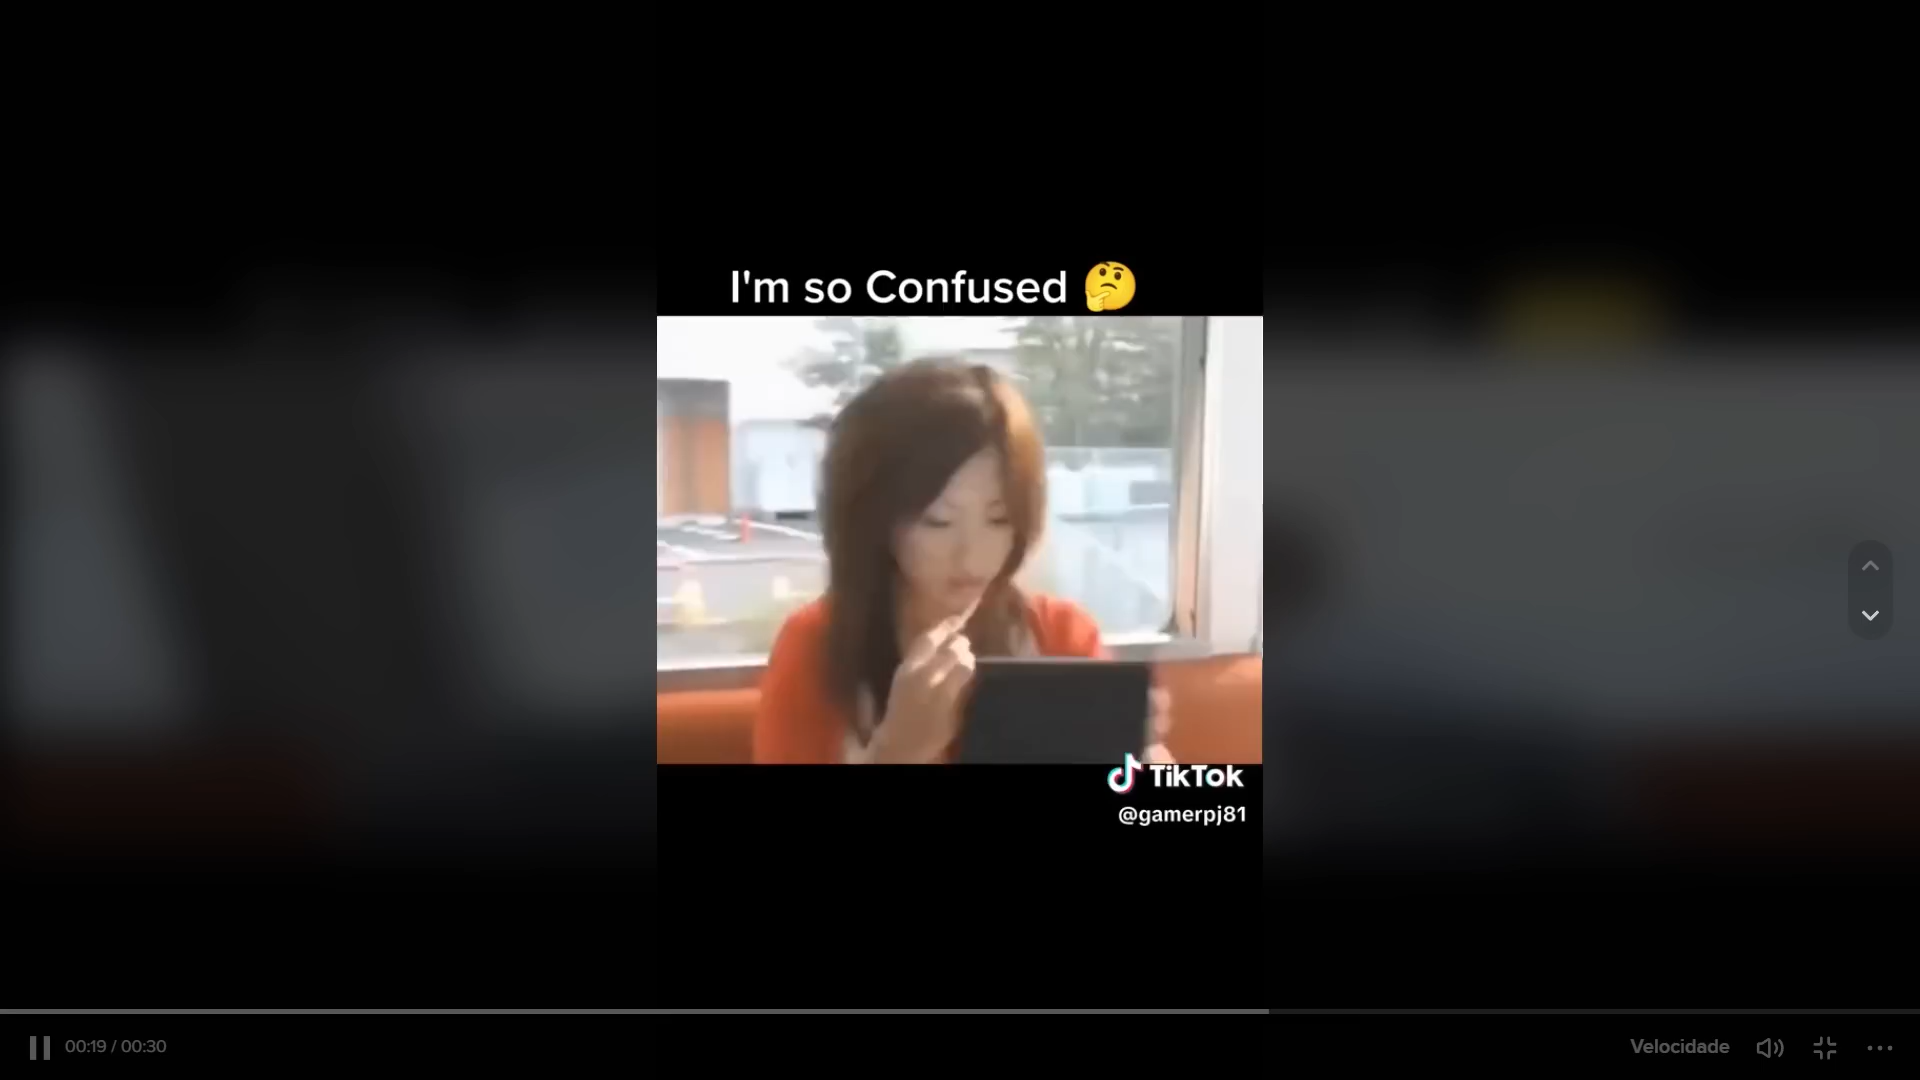 I'm so Confused 🤔
TikTok
@gamerpj81
00:19 / 00:30
Velocidade